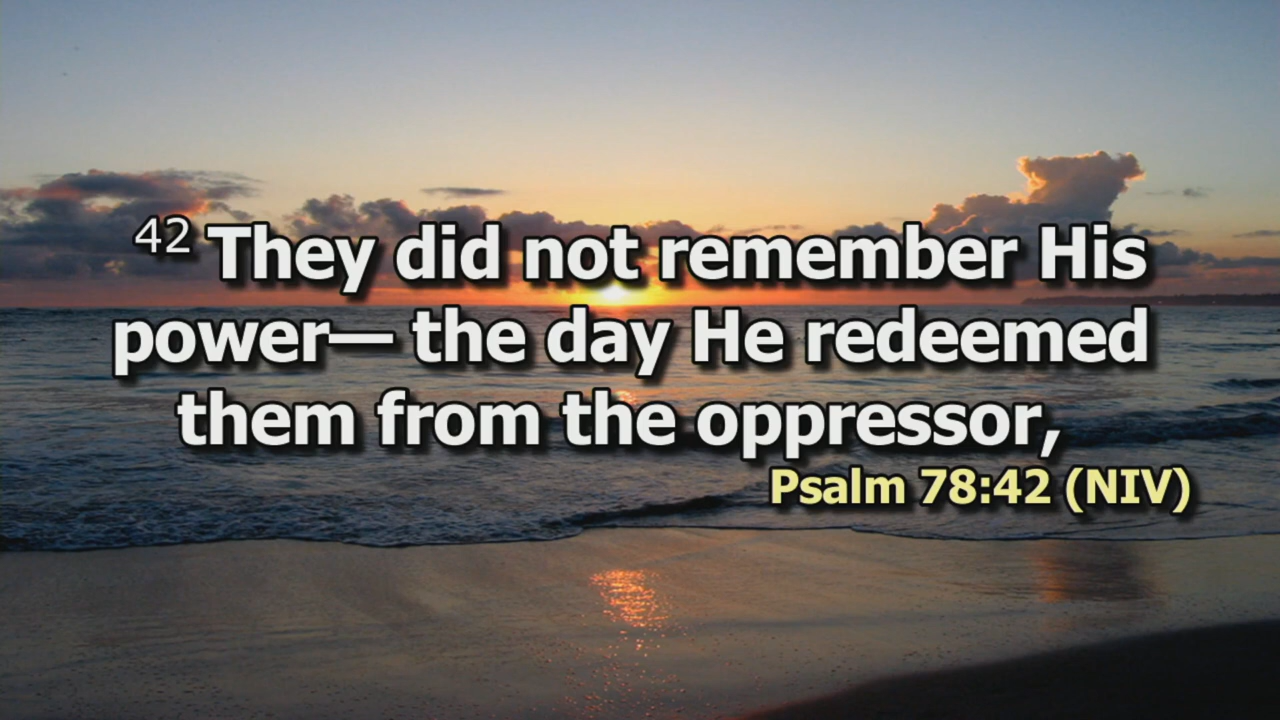 42 They did not remember His
power— the day He redeemed
them from the oppressor,
Psalm 78:42 (NIV)